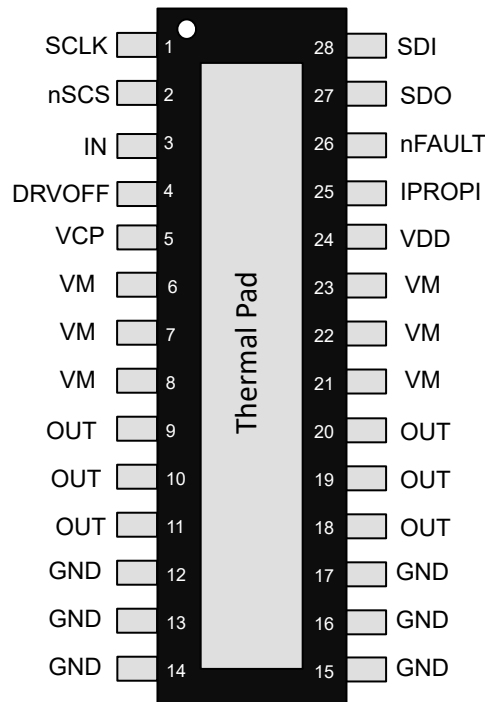 SCLK 1 28 SDI
nSCS 2 27 SDO
IN 3 26 nFAULT
DRVOFF 4 25 IPROPI
VCP 5 24 VDD
VM 6 23 VM
VM 7 22 VM
VM 8 21 VM
OUT 9 20 OUT
OUT 10 19 OUT
OUT 11 18 OUT
GND 12 17 GND
GND 13 16 GND
GND 14 15 GND
Thermal Pad